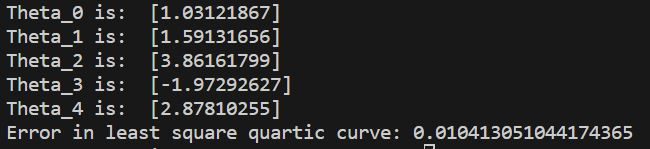 Theta_0 is:  [1.03121867]
Theta_1 is:  [1.59131656]
Theta_2 is:  [3.86161799]
Theta_3 is:  [-1.97292627]
Theta_4 is:  [2.87810255]
Error in least square quartic curve: 0.010413051044174365